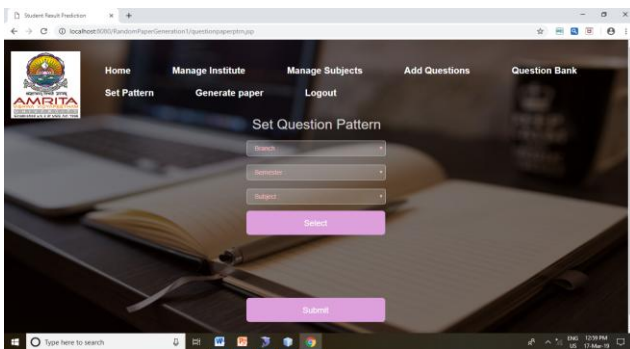 Student Result Prediction
localhost:8080/RandomPaperGeneration1/questionpaperptrn.jsp
AMRITA
Home Manage Institute Manage Subjects Add Questions Question Bank
Set Pattern Generate paper Logout
Set Question Pattern
Branch
Semester
Subject
Select
Submit
Type here to search
ENG 12:59 PM
US 17-Mar-19